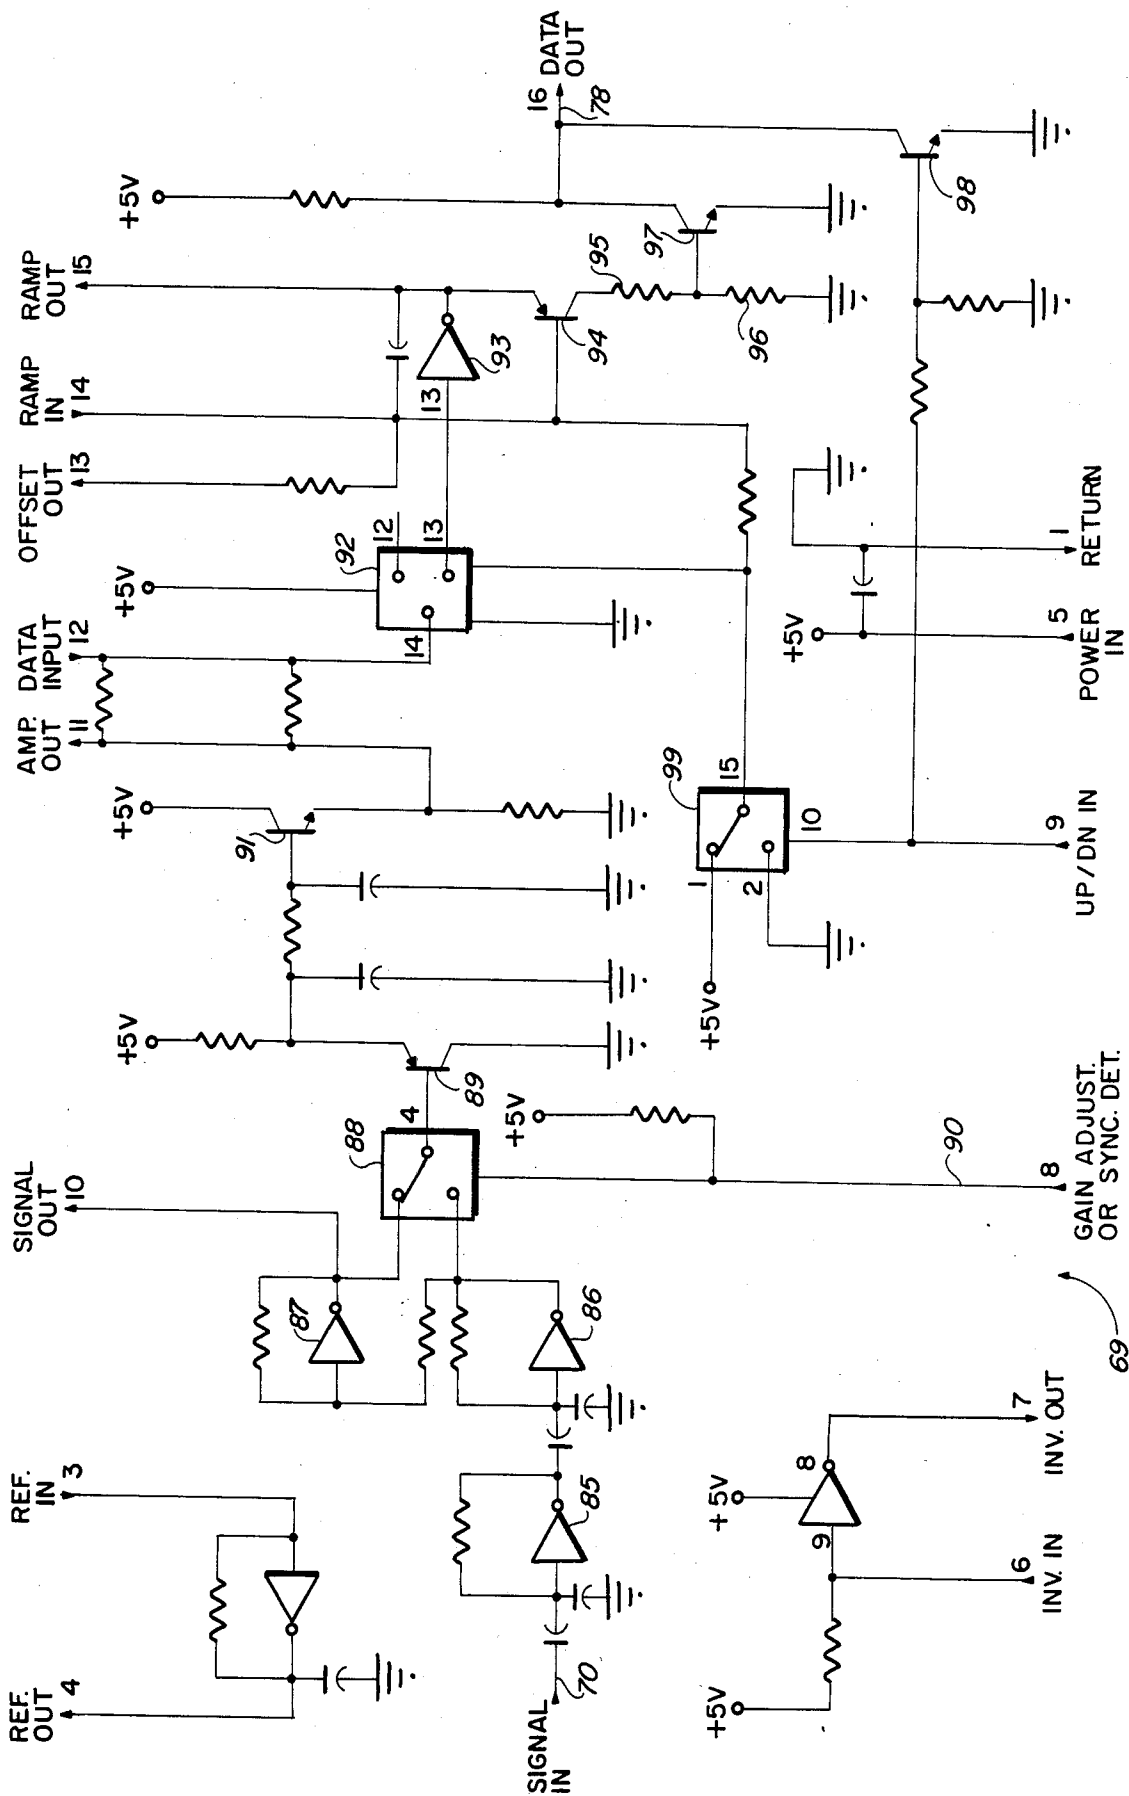 REF.
OUT 4
REF.
IN 3
SIGNAL
OUT 10
AMP.
OUT 11
DATA
INPUT 12
OFFSET
OUT 13
RAMP
IN 14
RAMP
OUT 15
16 DATA
OUT
78
+5V
+5V
+5V
+5V
91
92
12
13
14
13
93
94
95
96
97
98
87
88
4
89
+5V
86
85
SIGNAL
IN
70
99
1
2
15
10
+5V
+5V
+5V
+5V
9
8
INV. IN
6
INV. OUT
7
69
90
8
GAIN ADJUST.
OR SYNC. DET.
9
UP/DN IN
5
POWER
IN
1
RETURN